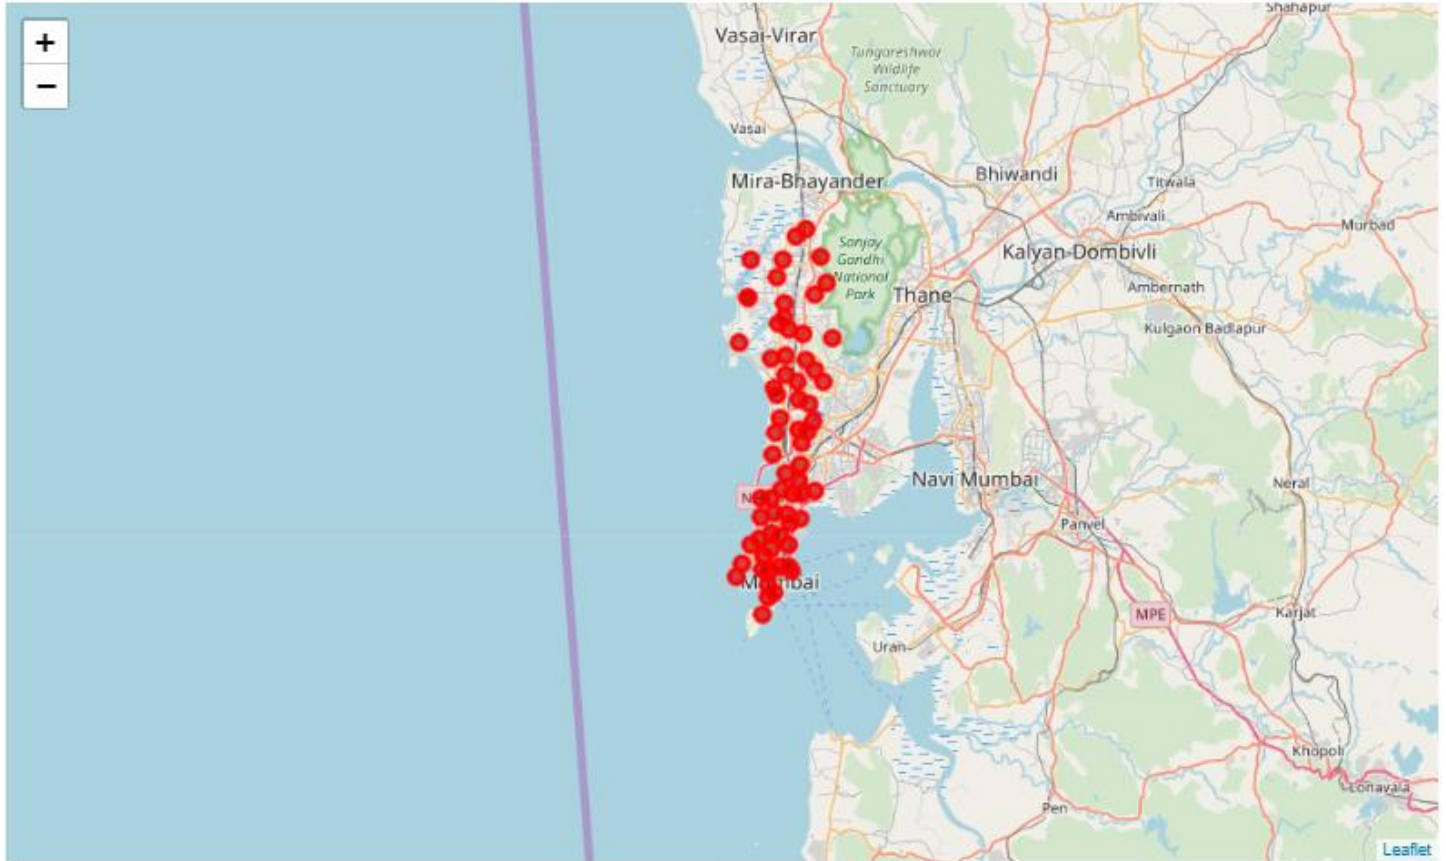 Shahapur
+
−
Vasai-Virar
Tungareshwar
Wildlife
Sanctuary
Vasai
Mira-Bhayander
Bhiwandi
Titwala
Ambivali
Murbad
Sanjay
Gandhi
National
Park
Kalyan-Dombivli
Thane
Ambernath
Kulgaon Badlapur
Navi Mumbai
Neral
Panvel
Mumbai
MPE
Karjat
Uran
Khopoli
Lonavala
Pen
Leaflet